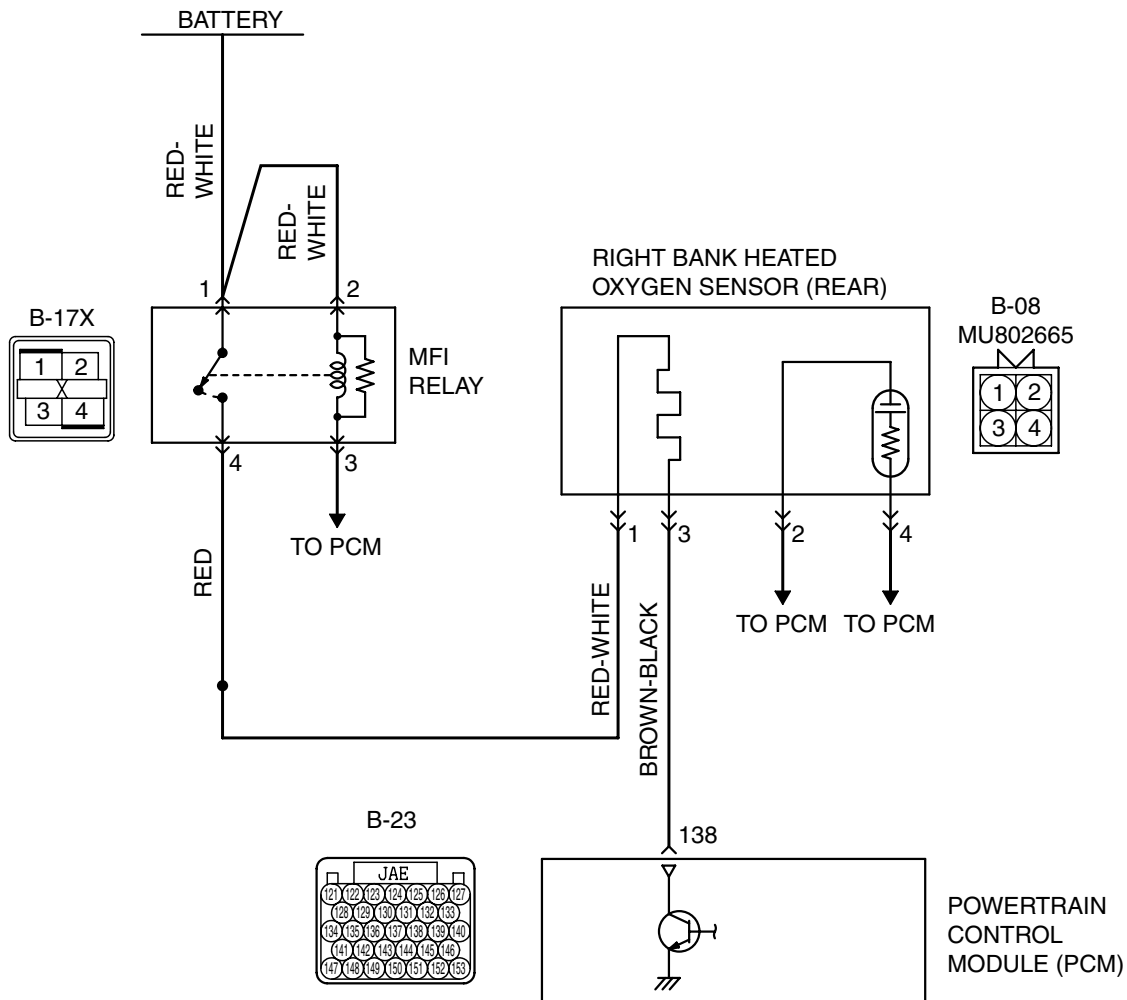 BATTERY
RED-
WHITE
RED-
WHITE
RIGHT BANK HEATED
OXYGEN SENSOR (REAR)
B-08
MU802665
1 2
3 4
1 2
B-17X
1 2
3 4
MFI
RELAY
4 3
TO PCM
1 3 2 4
TO PCM TO PCM
RED
RED-WHITE
BROWN-BLACK
138
B-23
JAE
121 122 123 124 125 126 127
128 129 130 131 132 133
134 135 136 137 138 139 140
141 142 143 144 145 146
147 148 149 150 151 152 153
POWERTRAIN
CONTROL
MODULE (PCM)